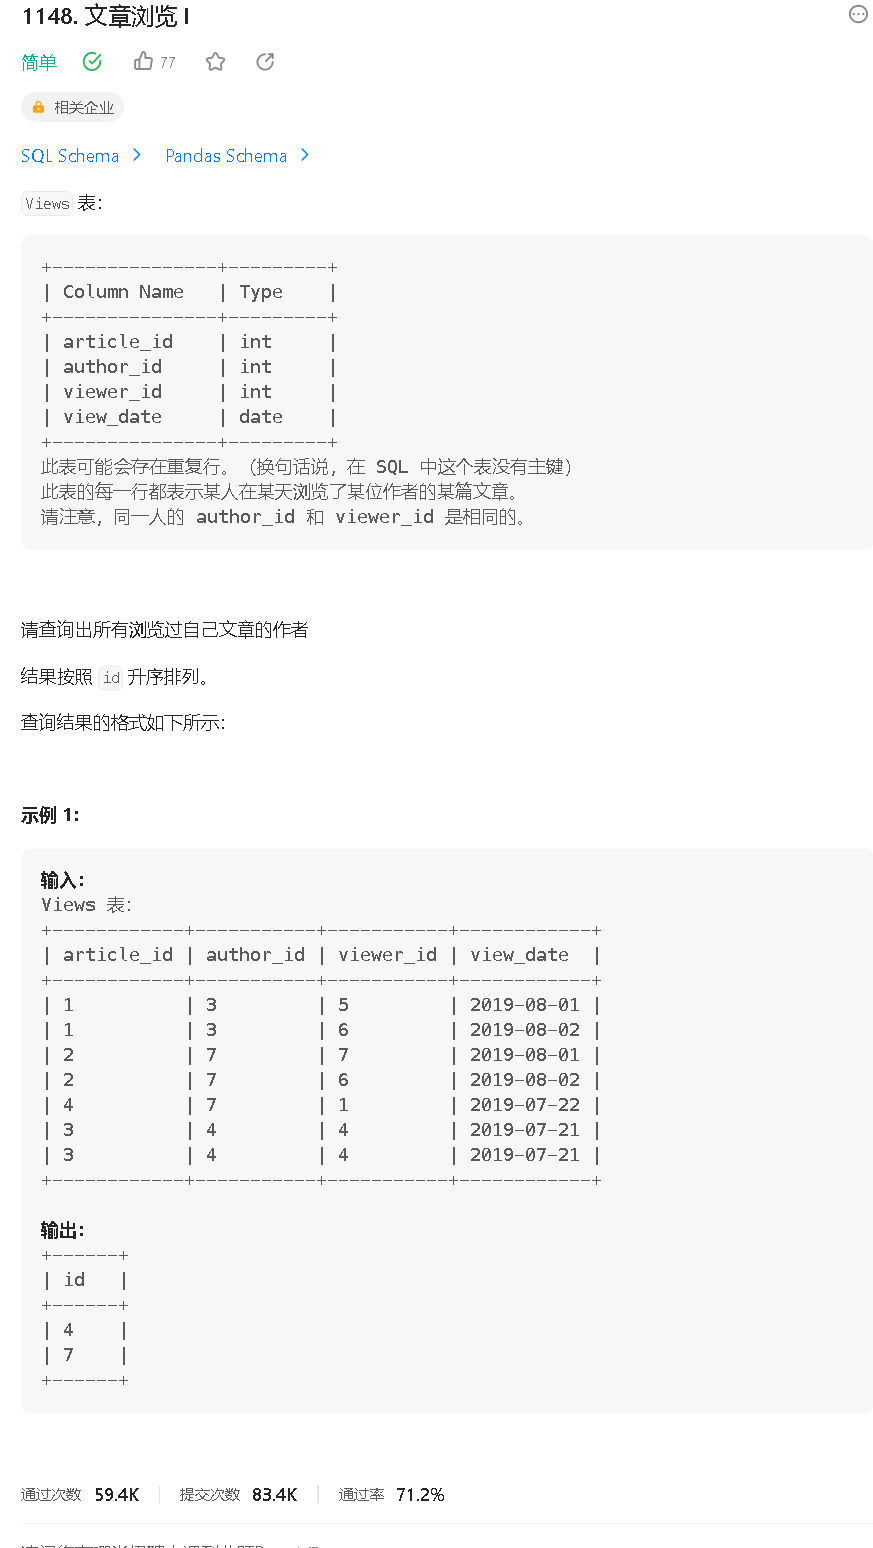 1148. 文章浏览 I
简单 77
相关企业
SQL Schema Pandas Schema
Views 表：
+---------------+---------+
| Column Name   | Type    |
+---------------+---------+
| article_id    | int     |
| author_id     | int     |
| viewer_id     | int     |
| view_date     | date    |
+---------------+---------+
此表可能会存在重复行。（换句话说，在 SQL 中这个表没有主键）
此表的每一行都表示某人在某天浏览了某位作者的某篇文章。
请注意，同一人的 author_id 和 viewer_id 是相同的。
请查询出所有浏览过自己文章的作者
结果按照 id 升序排列。
查询结果的格式如下所示：
示例 1：
输入：
Views 表：
+------------+-----------+-----------+------------+
| article_id | author_id | viewer_id | view_date  |
+------------+-----------+-----------+------------+
| 1          | 3         | 5         | 2019-08-01 |
| 1          | 3         | 6         | 2019-08-02 |
| 2          | 7         | 7         | 2019-08-01 |
| 2          | 7         | 6         | 2019-08-02 |
| 4          | 7         | 1         | 2019-07-22 |
| 3          | 4         | 4         | 2019-07-21 |
| 3          | 4         | 4         | 2019-07-21 |
+------------+-----------+-----------+------------+
输出：
+------+
| id   |
+------+
| 4    |
| 7    |
+------+
通过次数 59.4K 提交次数 83.4K 通过率 71.2%